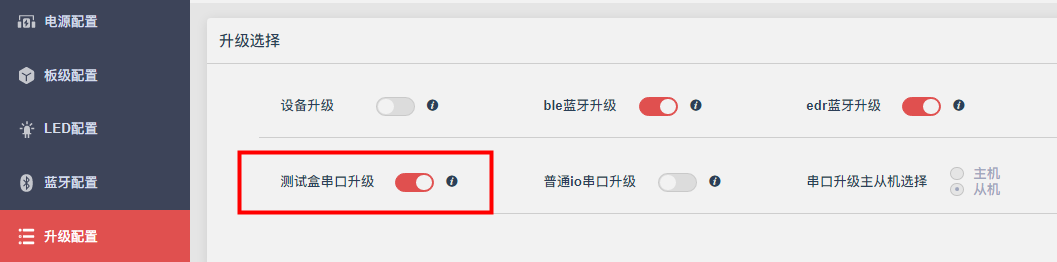 电源配置
板级配置
LED配置
蓝牙配置
升级配置
升级选择
设备升级
ble蓝牙升级
edr蓝牙升级
测试盒串口升级
普通io串口升级
串口升级主从机选择
主机
从机